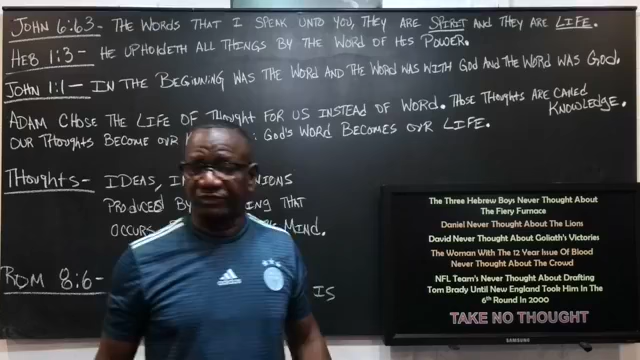 JOHN 6:63 - THE WORDS THAT I SPEAK UNTO YOU, THEY ARE SPIRIT AND THEY ARE LIFE.
HEB 1:3 - HE UPHOLDETH ALL THINGS BY THE WORD OF HIS POWER.
JOHN 1:1 - IN THE BEGINNING WAS THE WORD AND THE WORD WAS WITH GOD AND THE WORD WAS GOD.
ADAM CHOSE THE LIFE OF THOUGHT FOR US INSTEAD OF WORD. THOSE THOUGHTS ARE CALLED KNOWLEDGE.
OUR THOUGHTS BECOME OUR : GOD'S WORD BECOMES OUR LIFE.
THOUGHTS - IDEAS,
PRODUCED BY THAT
OCCURS MIND.
ROM 8:6 - IS
adidas
The Three Hebrew Boys Never Thought About
The Fiery Furnace
Daniel Never Thought About The Lions
David Never Thought About Goliath's Victories
The Woman With The 12 Year Issue Of Blood
Never Thought About The Crowd
NFL Team's Never Thought About Drafting
Tom Brady Until New England Took Him In The
6th Round In 2000
TAKE NO THOUGHT
SAMSUNG